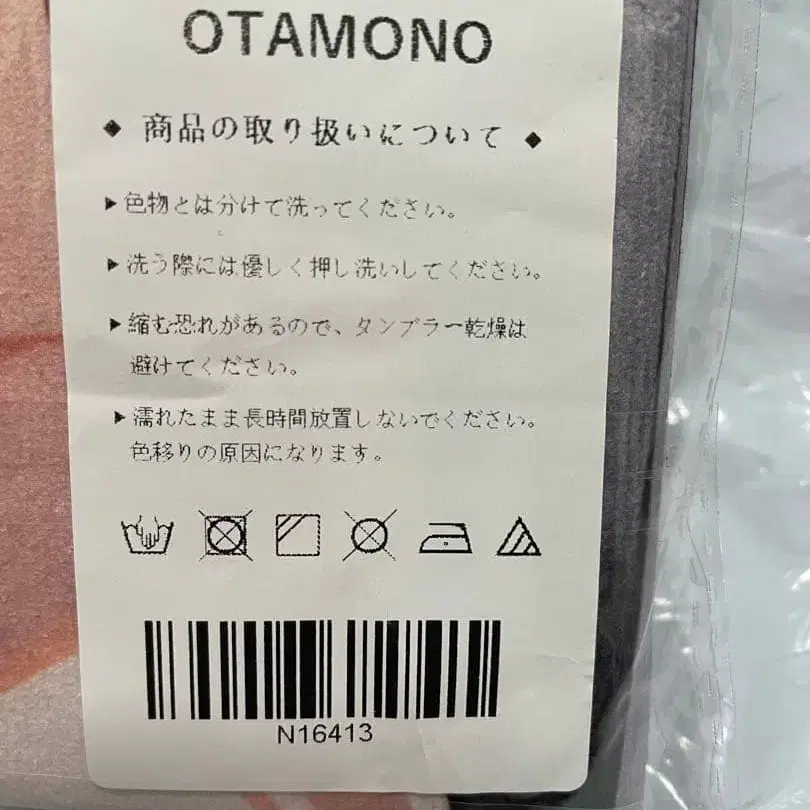 OTAMONO
◆ 商品の取り扱いについて ◆
▶色物とは分けて洗ってください。
▶洗う際には優しく押し洗いしてください。
▶縮む恐れがあるので、タンブラー乾燥は
避けてください。
▶濡れたまま長時間放置しないでください。
色移りの原因になります。
N16413